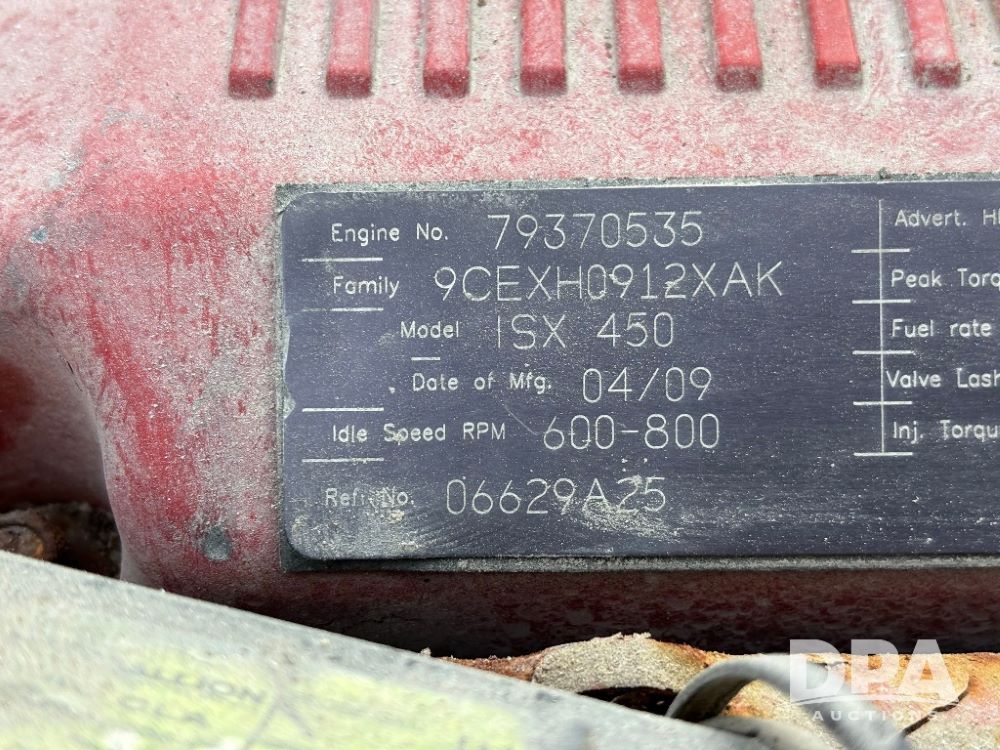 Engine No. 79370535
Family 9CEXH0912XAK
Model ISX 450
Date of Mfg. 04/09
Idle Speed RPM 600-800
Ref. No. 06629A25
Advert. H
Peak Torq
Fuel rate
Valve Lash
Inj. Torqu
DPA
AUCTIONS